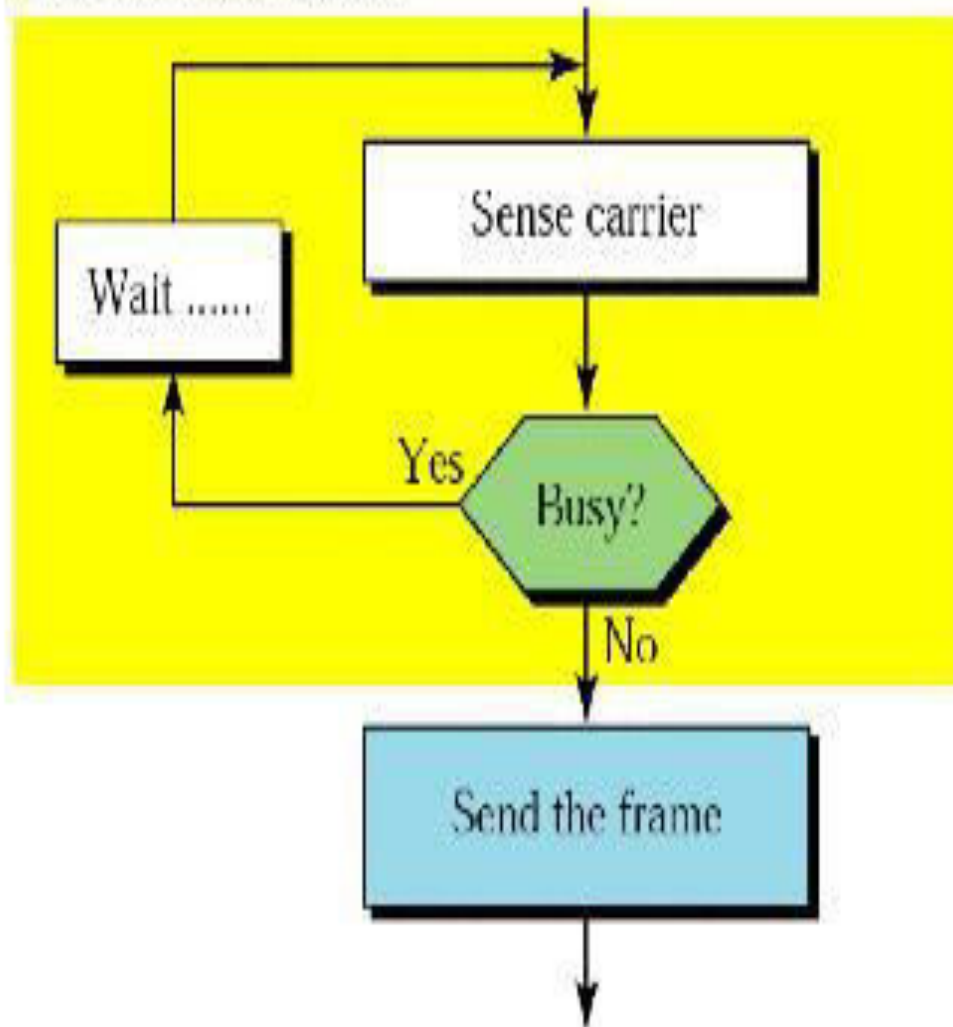 Sense carrier
Wait ......
Yes
Busy?
No
Send the frame